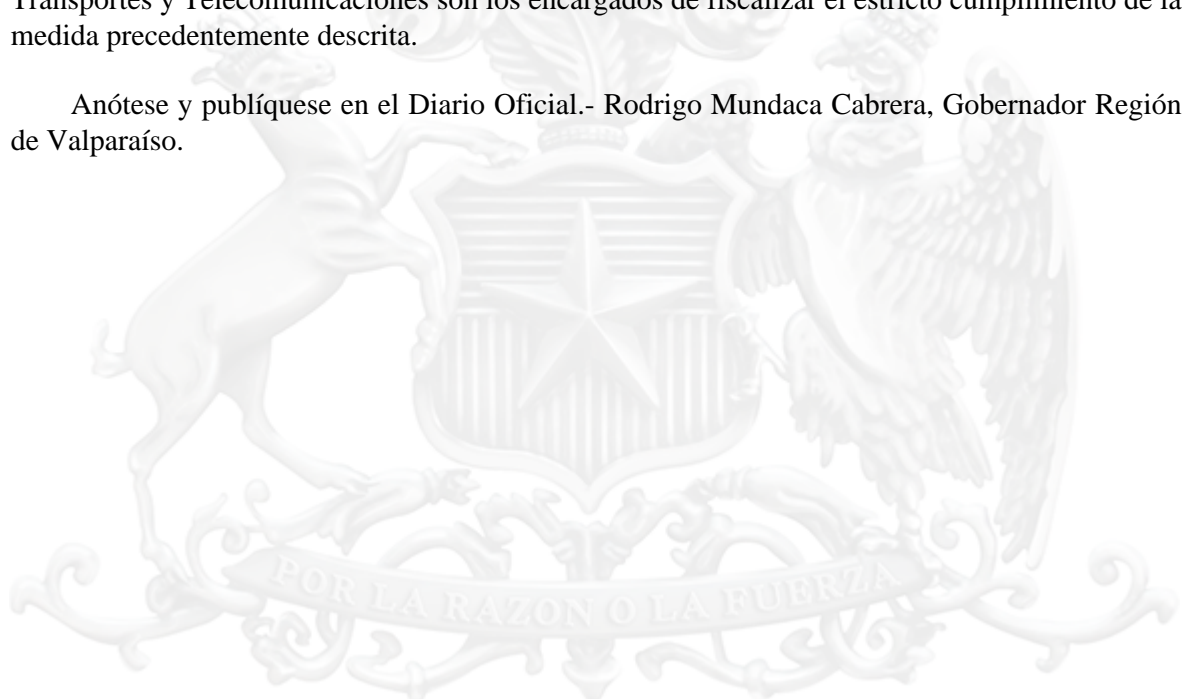 Transportes y Telecomunicaciones son los encargados de fiscalizar el estricto cumplimiento de la
medida precedentemente descrita.
Anótese y publíquese en el Diario Oficial.- Rodrigo Mundaca Cabrera, Gobernador Región
de Valparaíso.
POR LA RAZON O LA FUERZA